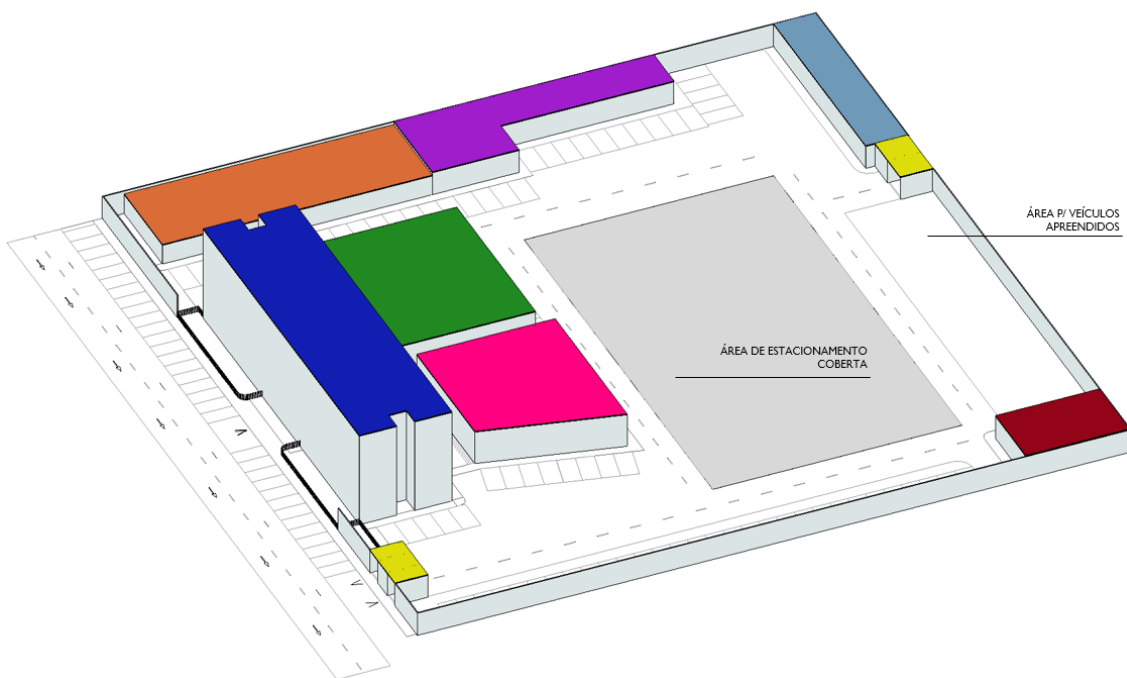 ÁREA P/ VEÍCULOS
APREENDIDOS
ÁREA DE ESTACIONAMENTO
COBERTA